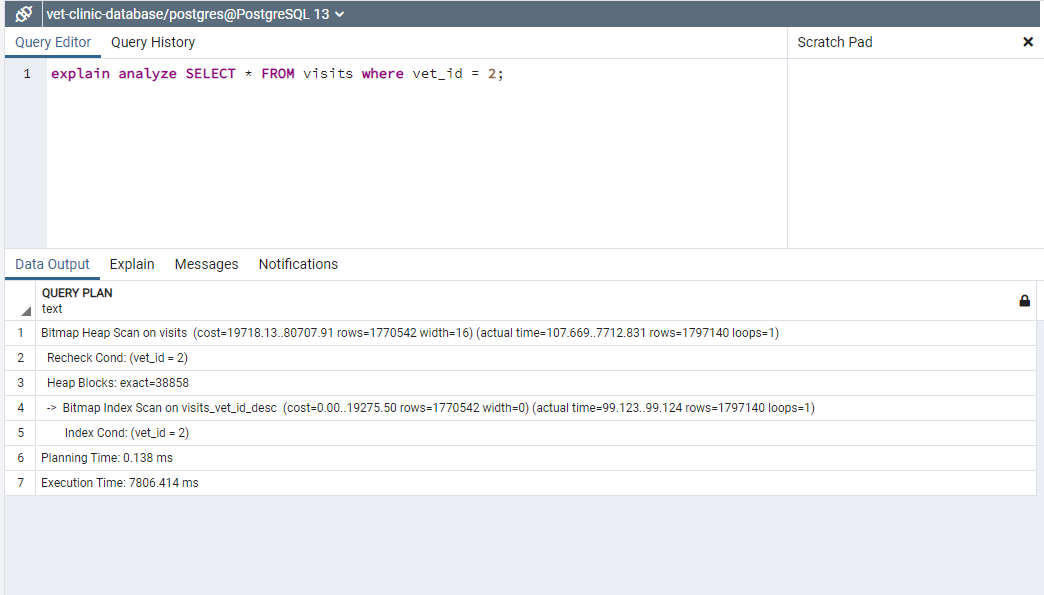 vet-clinic-database/postgres@PostgreSQL 13
Query Editor Query History Scratch Pad
1 explain analyze SELECT * FROM visits where vet_id = 2;
Data Output Explain Messages Notifications
QUERY PLAN
text
1 Bitmap Heap Scan on visits (cost=19718.13..80707.91 rows=1770542 width=16) (actual time=107.669..7712.831 rows=1797140 loops=1)
2 Recheck Cond: (vet_id = 2)
3 Heap Blocks: exact=38858
4 -> Bitmap Index Scan on visits_vet_id_desc (cost=0.00..19275.50 rows=1770542 width=0) (actual time=99.123..99.124 rows=1797140 loops=1)
5 Index Cond: (vet_id = 2)
6 Planning Time: 0.138 ms
7 Execution Time: 7806.414 ms